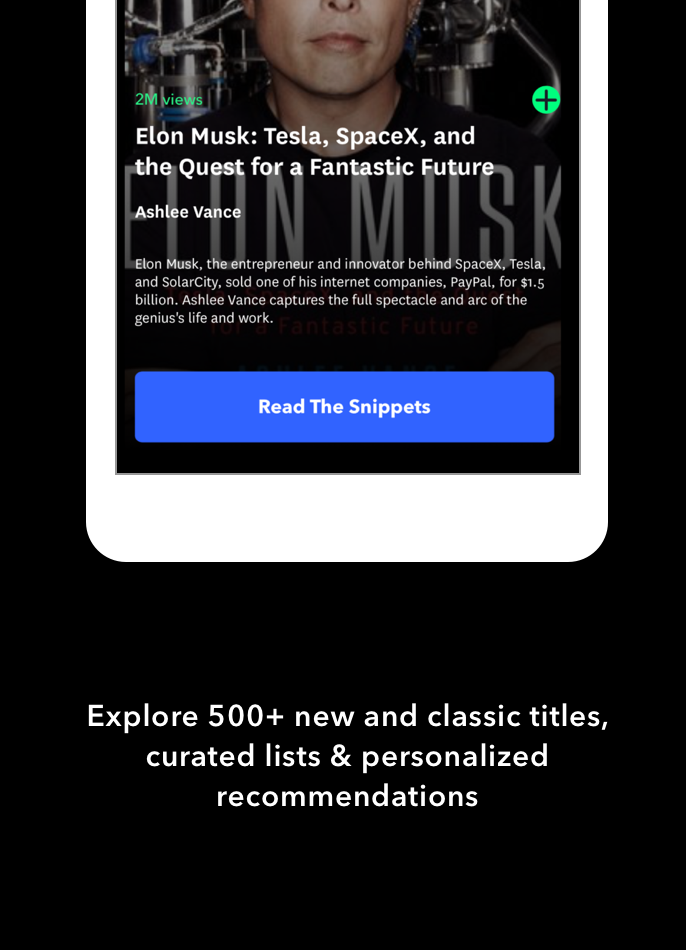 2M views
Elon Musk: Tesla, SpaceX, and
the Quest for a Fantastic Future
ELON MUSK
Ashlee Vance
Elon Musk, the entrepreneur and innovator behind SpaceX, Tesla,
and SolarCity, sold one of his internet companies, PayPal, for $1.5
billion. Ashlee Vance captures the full spectacle and arc of the
genius's life and work.
for a Fantastic Future
ASHLEE VANCE
Read The Snippets
Explore 500+ new and classic titles,
curated lists & personalized
recommendations